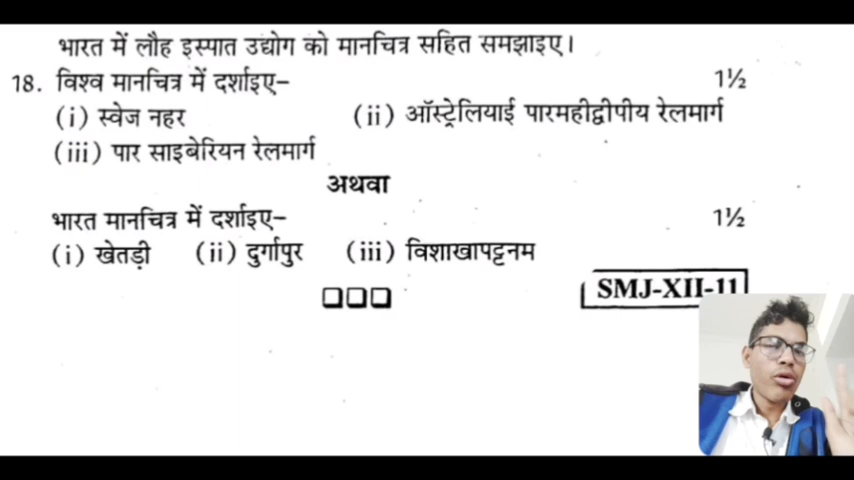 भारत में लौह इस्पात उद्योग को मानचित्र सहित समझाइए।
18. विश्व मानचित्र में दर्शाइए– 1½
(i) स्वेज नहर (ii) ऑस्ट्रेलियाई पारमहीद्वीपीय रेलमार्ग
(iii) पार साइबेरियन रेलमार्ग
अथवा
भारत मानचित्र में दर्शाइए– 1½
(i) खेतड़ी (ii) दुर्गापुर (iii) विशाखापट्टनम
SMJ-XII-11